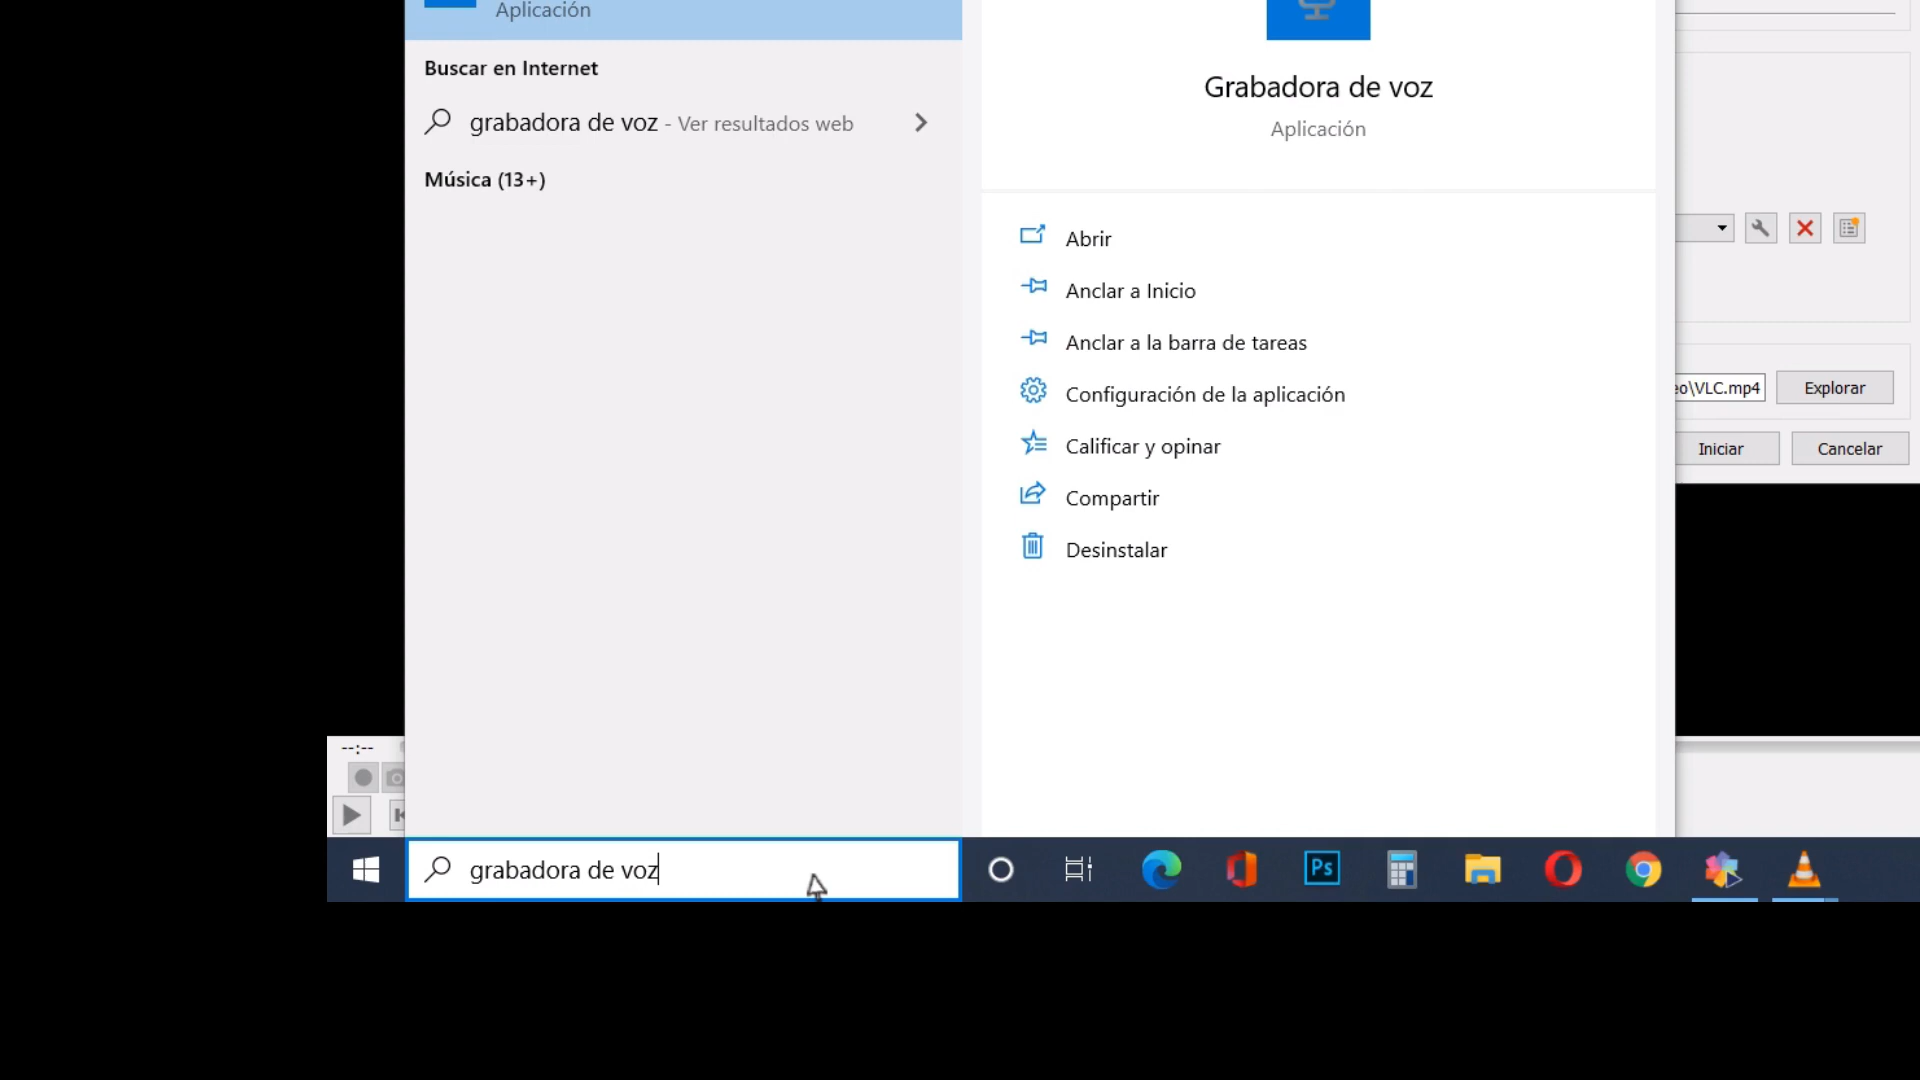 Aplicación
Buscar en Internet
grabadora de voz - Ver resultados web
Música (13+)
Grabadora de voz
Aplicación
Abrir
Anclar a Inicio
Anclar a la barra de tareas
Configuración de la aplicación
Calificar y opinar
Compartir
Desinstalar
eo\VLC.mp4
Explorar
Iniciar
Cancelar
--:--
grabadora de voz
Ps